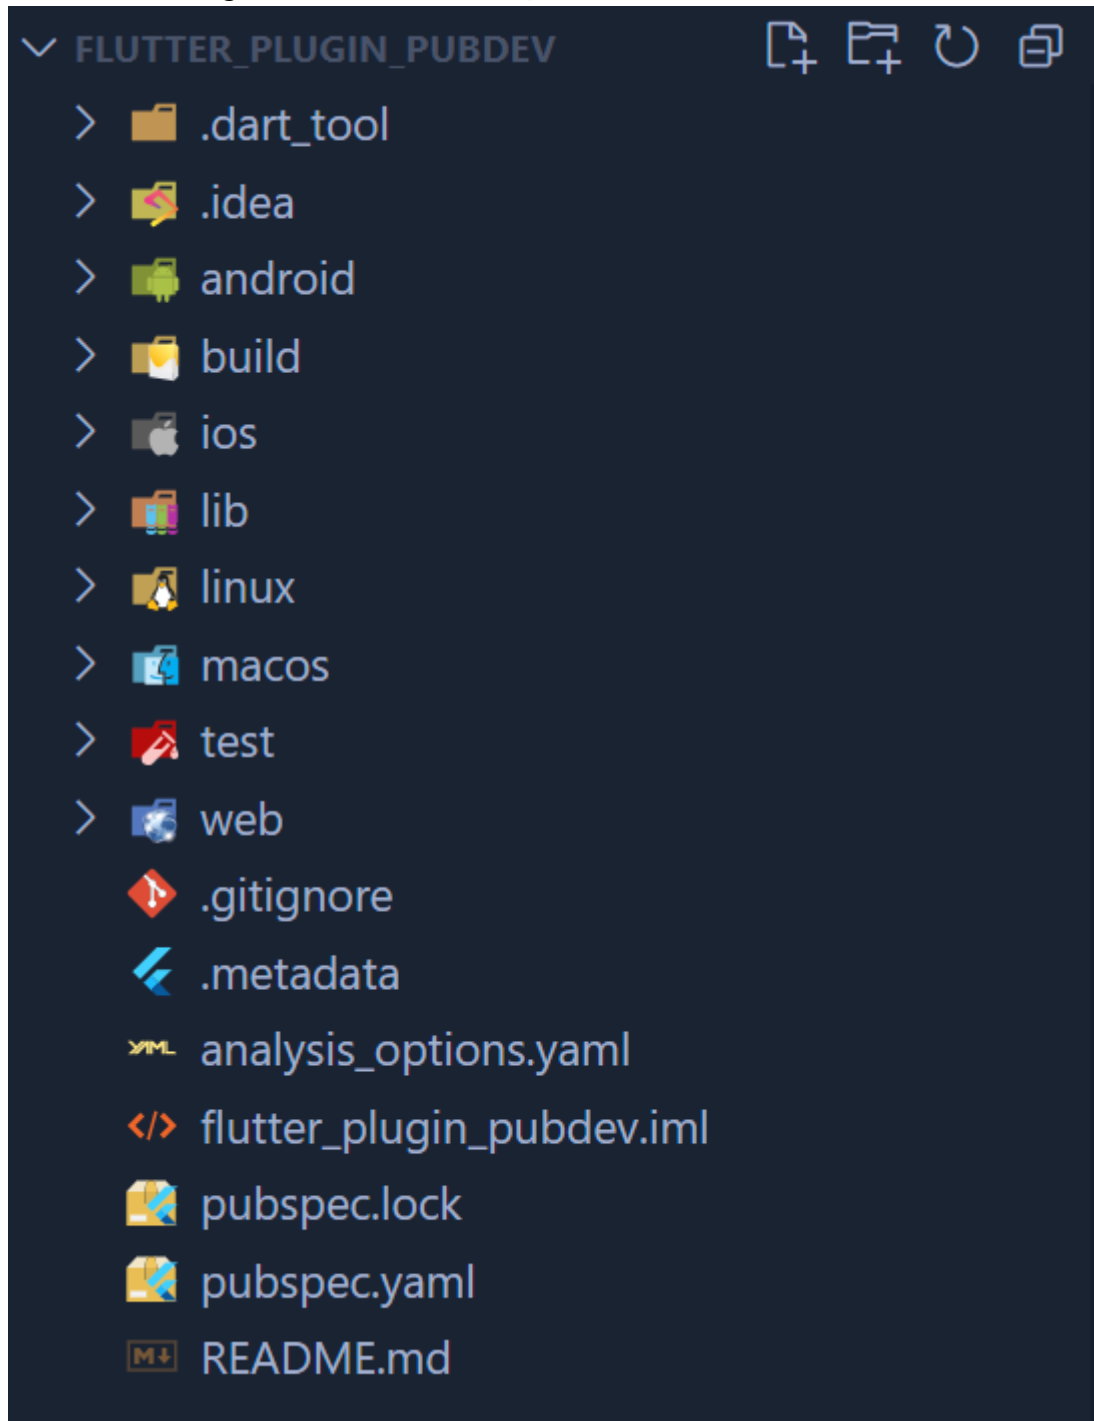 FLUTTER_PLUGIN_PUBDEV
.dart_tool
.idea
android
build
ios
lib
linux
macos
test
web
.gitignore
.metadata
YAML analysis_options.yaml
flutter_plugin_pubdev.iml
pubspec.lock
pubspec.yaml
M README.md